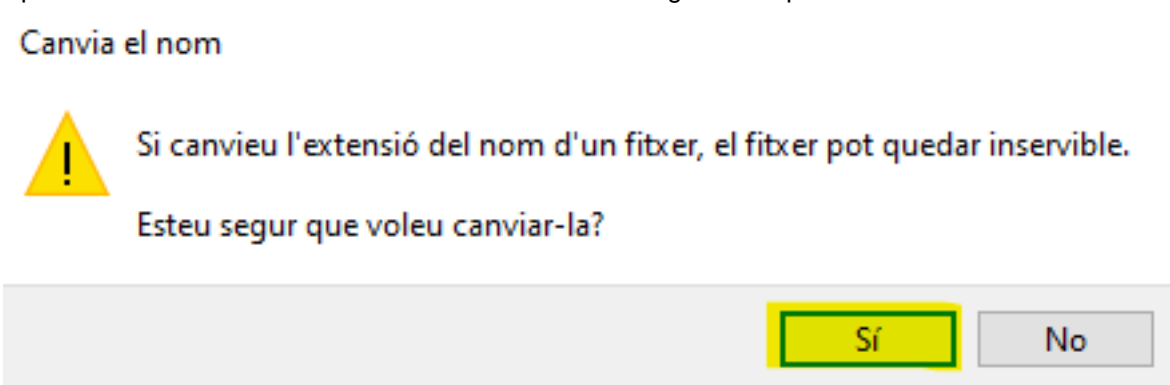 Canvia el nom
Si canvieu l'extensió del nom d'un fitxer, el fitxer pot quedar inservible.
Esteu segur que voleu canviar-la?
Sí
No